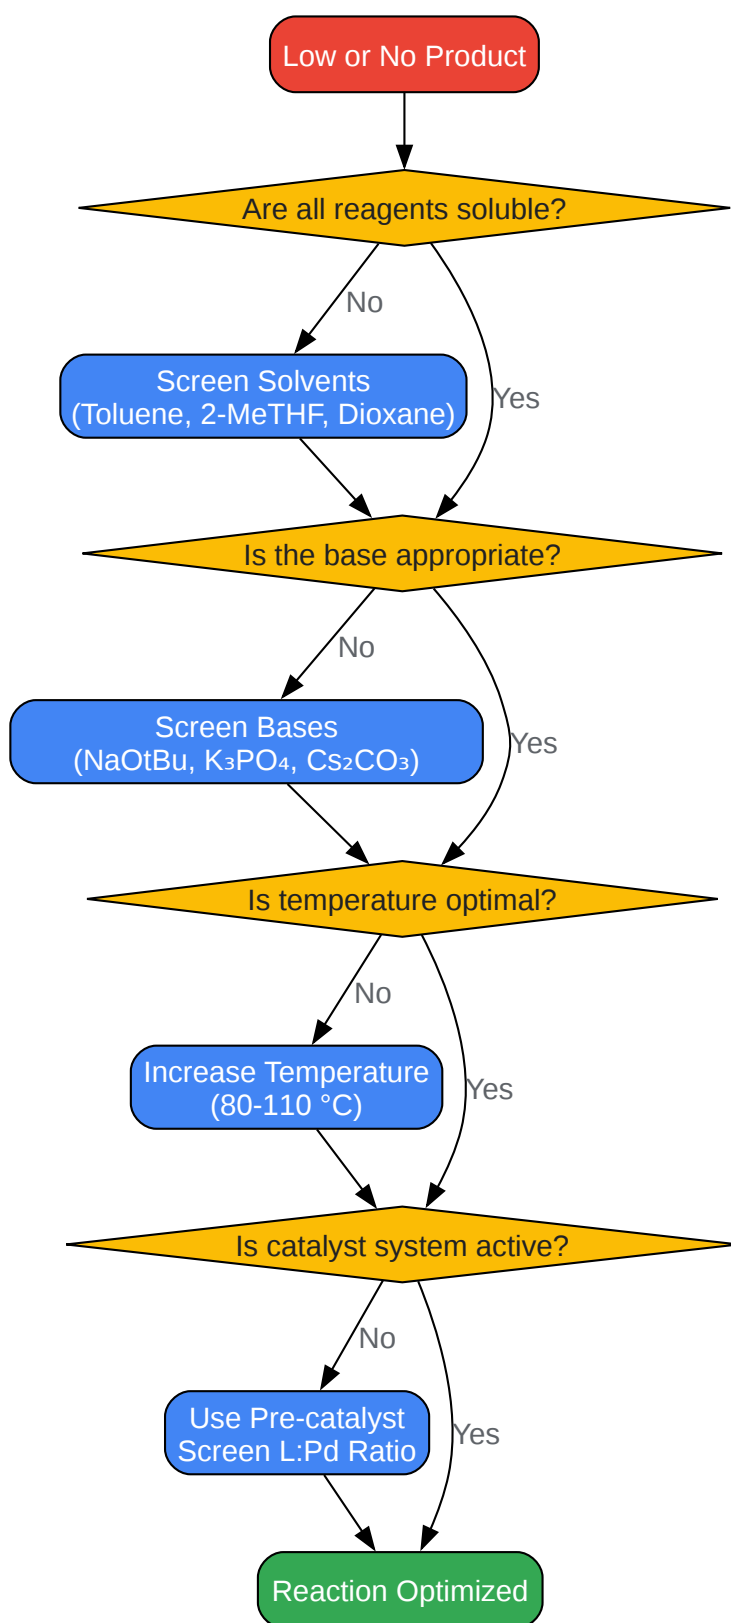 Low or No Product
Are all reagents soluble?
No
Screen Solvents
(Toluene, 2-MeTHF, Dioxane)
Yes
Is the base appropriate?
No
Screen Bases
(NaOtBu, K₃PO₄, Cs₂CO₃)
Yes
Is temperature optimal?
No
Increase Temperature
(80-110 °C)
Yes
Is catalyst system active?
No
Use Pre-catalyst
Screen L:Pd Ratio
Yes
Reaction Optimized